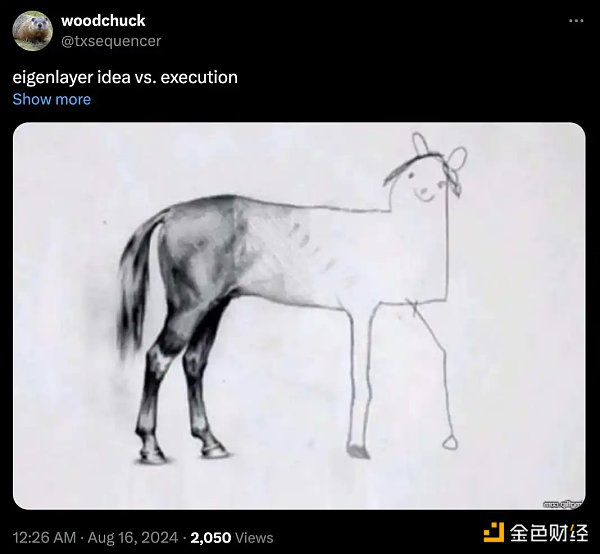 woodchuck
@txsequencer
eigenlayer idea vs. execution
Show more
12:26 AM · Aug 16, 2024 · 2,050 Views
金色财经